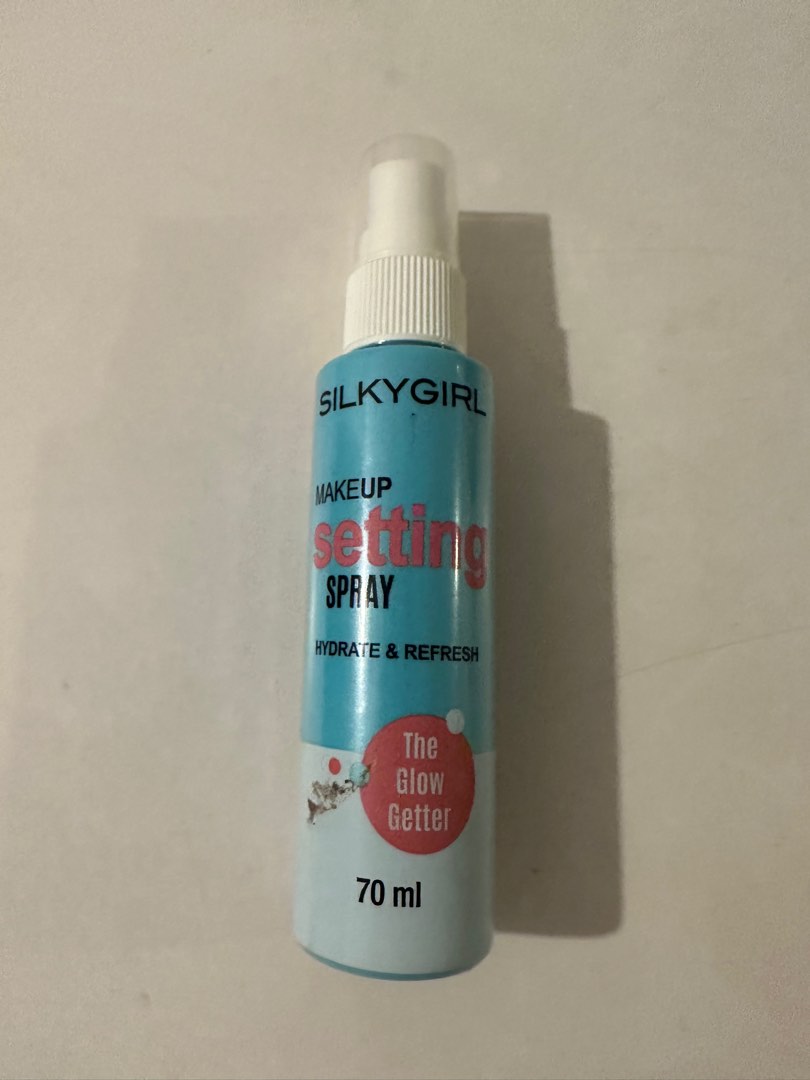 SILKYGIRL
MAKEUP
setting
SPRAY
HYDRATE & REFRESH
The
Glow
Getter
70 ml